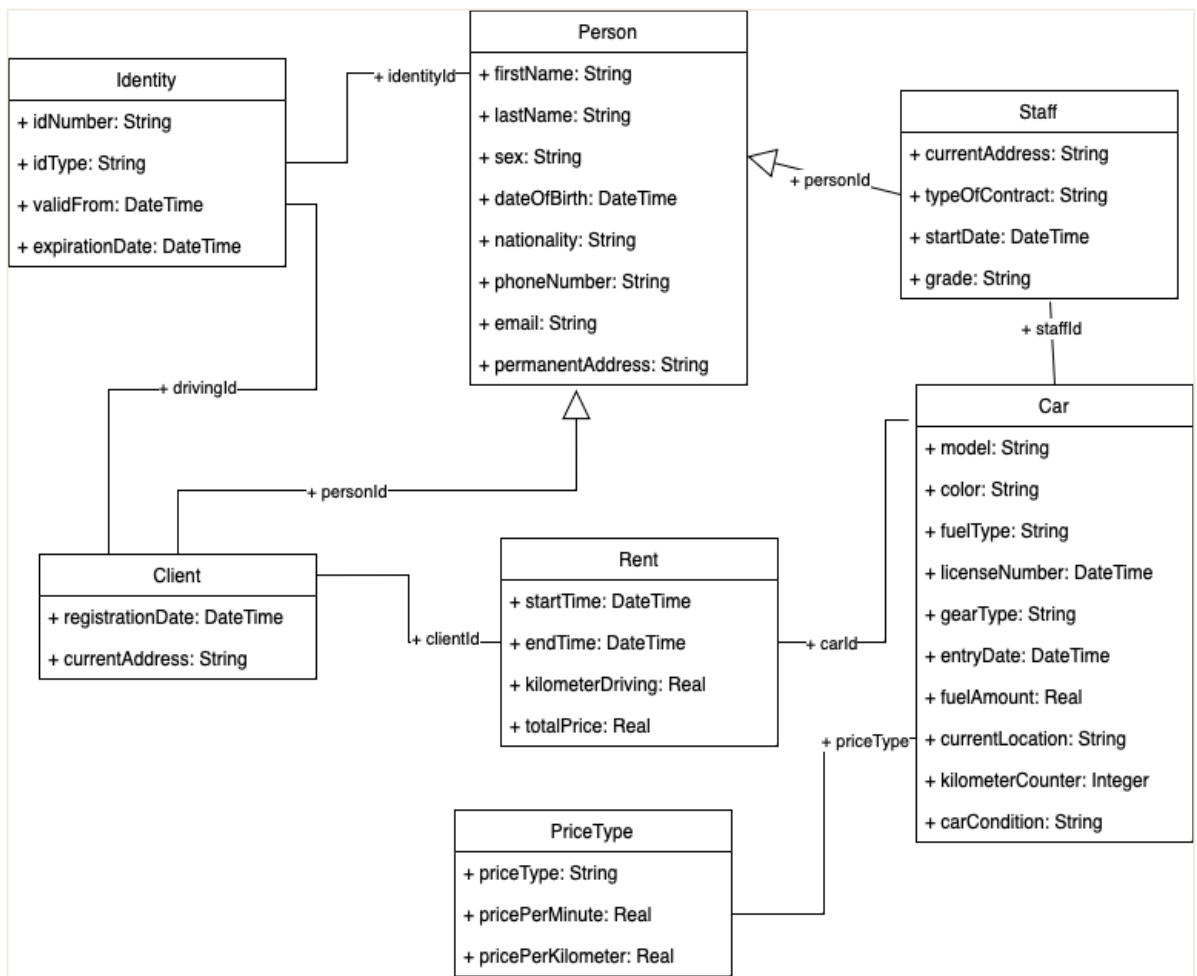 Person
+ firstName: String
+ lastName: String
+ sex: String
+ dateOfBirth: DateTime
+ nationality: String
+ phoneNumber: String
+ email: String
+ permanentAddress: String
Identity
+ idNumber: String
+ idType: String
+ validFrom: DateTime
+ expirationDate: DateTime
+ identityId
Staff
+ currentAddress: String
+ typeOfContract: String
+ startDate: DateTime
+ grade: String
+ personId
+ staffId
+ drivingId
+ personId
Car
+ model: String
+ color: String
+ fuelType: String
+ licenseNumber: DateTime
+ gearType: String
+ entryDate: DateTime
+ fuelAmount: Real
+ currentLocation: String
+ kilometerCounter: Integer
+ carCondition: String
Client
+ registrationDate: DateTime
+ currentAddress: String
+ clientId
Rent
+ startTime: DateTime
+ endTime: DateTime
+ kilometerDriving: Real
+ totalPrice: Real
+ carId
+ priceType
PriceType
+ priceType: String
+ pricePerMinute: Real
+ pricePerKilometer: Real